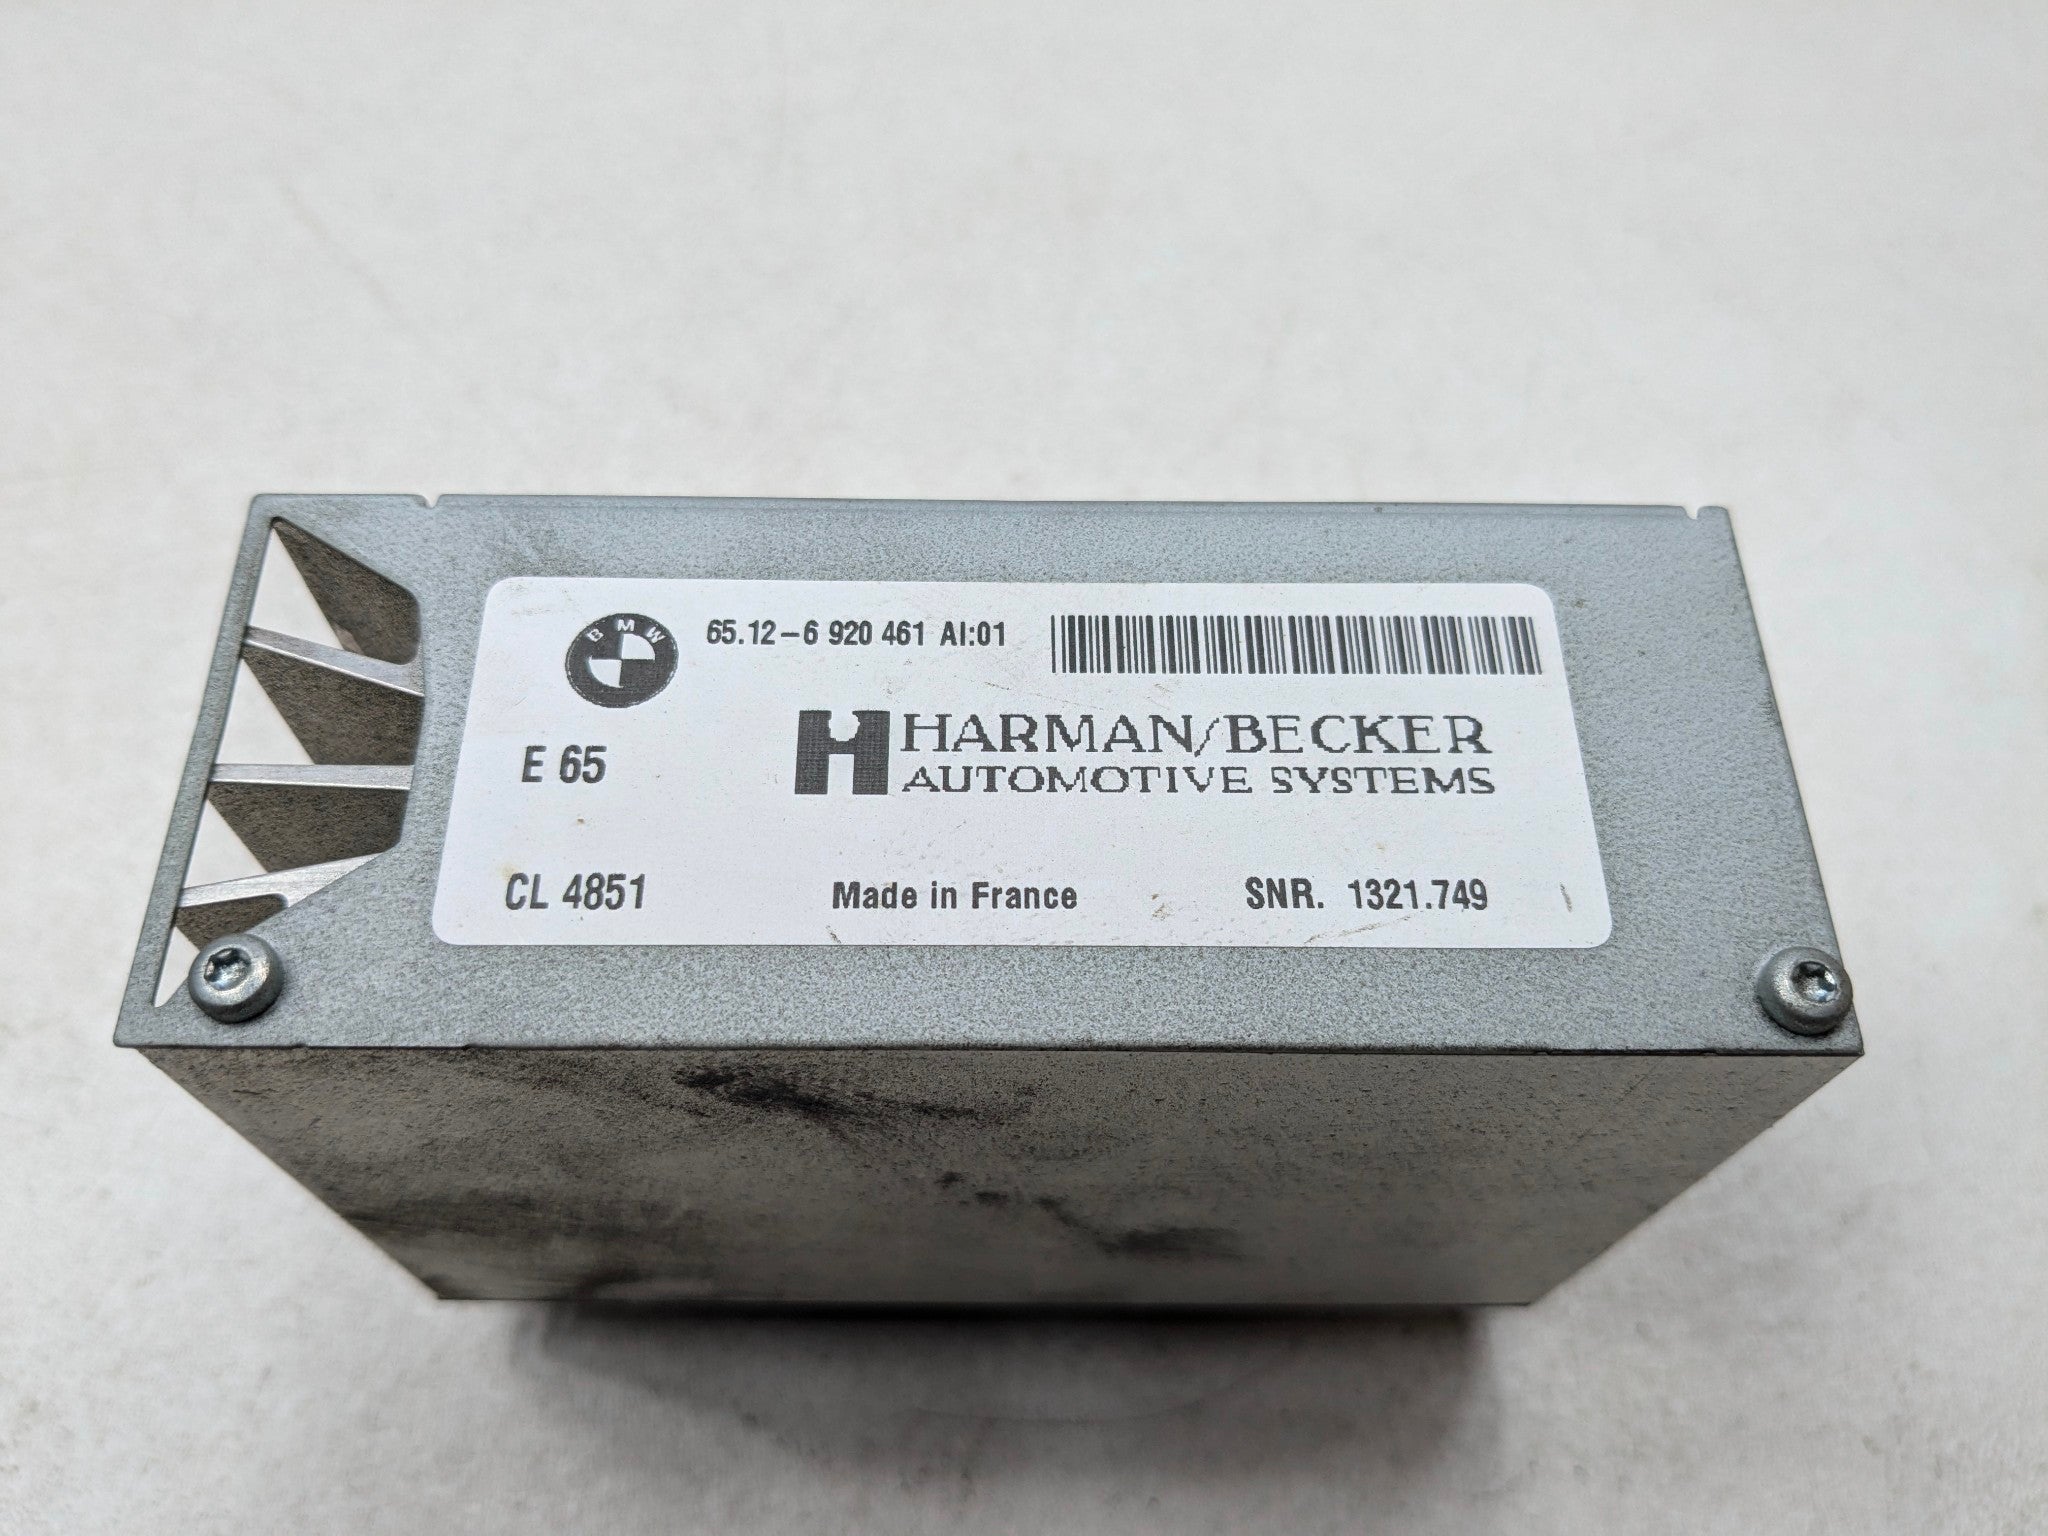 BMW
65.12-6 920 461 AI:01
HARMAN/BECKER
AUTOMOTIVE SYSTEMS
E 65
CL 4851
Made in France
SNR. 1321.749